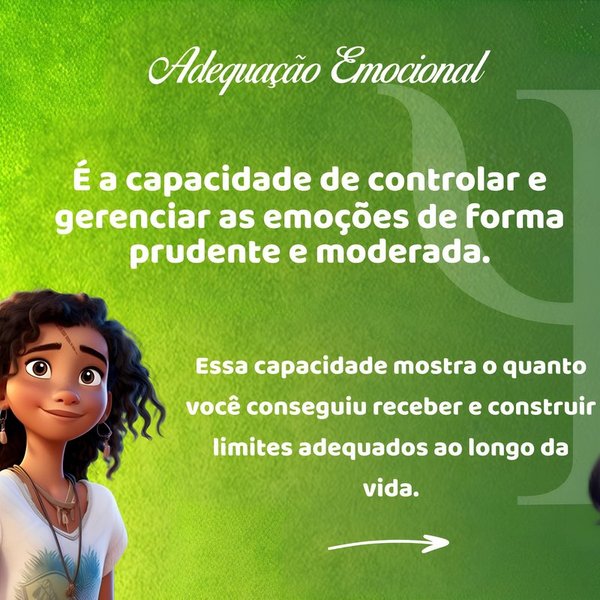 Adequação Emocional
É a capacidade de controlar e
gerenciar as emoções de forma
prudente e moderada.
Essa capacidade mostra o quanto
você conseguiu receber e construir
limites adequados ao longo da
vida.